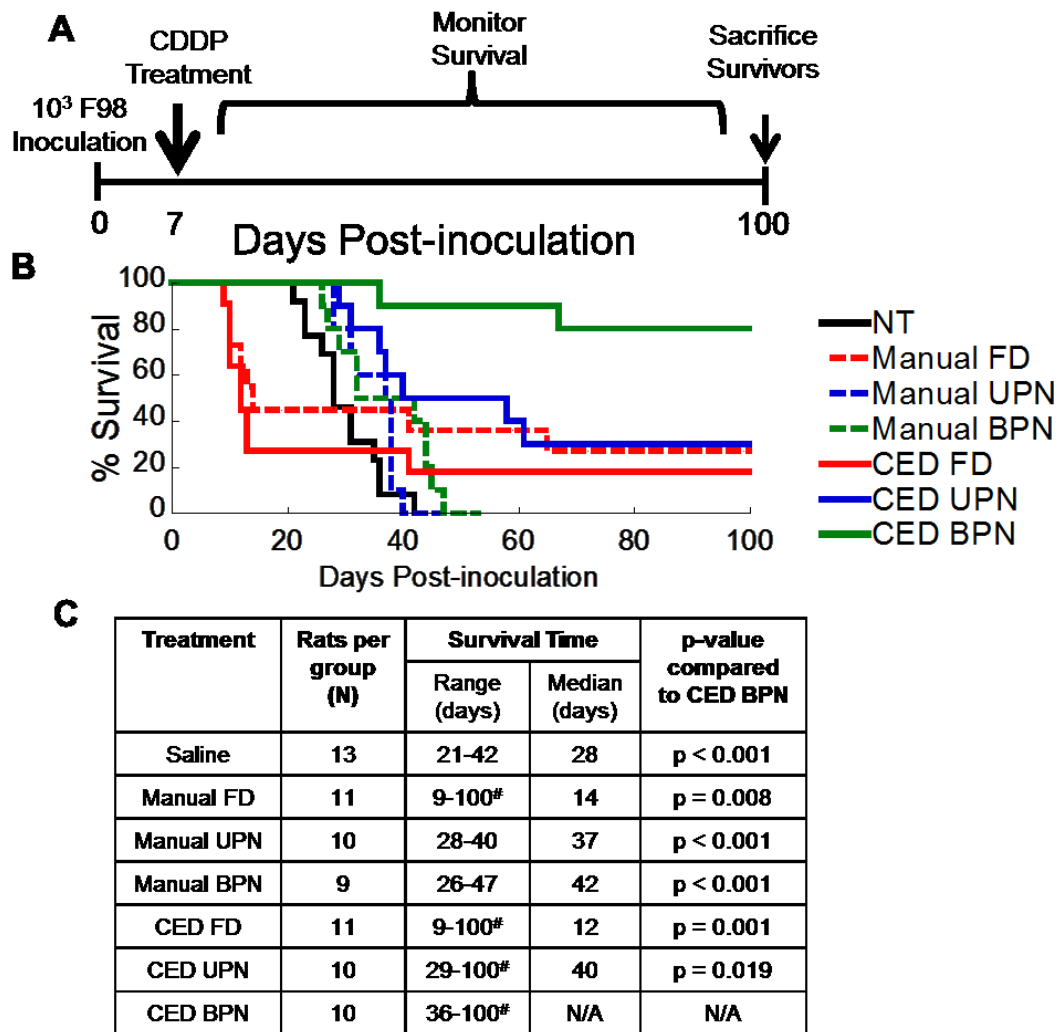 A
CDDP
Treatment
Monitor
Survival
Sacrifice
Survivors
10³ F98
Inoculation
0
7
100
Days Post-inoculation
B
% Survival
100
80
60
40
20
0
0
20
40
60
80
100
Days Post-inoculation
NT
Manual FD
Manual UPN
Manual BPN
CED FD
CED UPN
CED BPN
C
Treatment
Rats per
group
(N)
Survival Time
p-value
compared
to CED BPN
Range
(days)
Median
(days)
Saline 13 21-42 28 p < 0.001
Manual FD 11 9-100# 14 p = 0.008
Manual UPN 10 28-40 37 p < 0.001
Manual BPN 9 26-47 42 p < 0.001
CED FD 11 9-100# 12 p = 0.001
CED UPN 10 29-100# 40 p = 0.019
CED BPN 10 36-100# N/A N/A